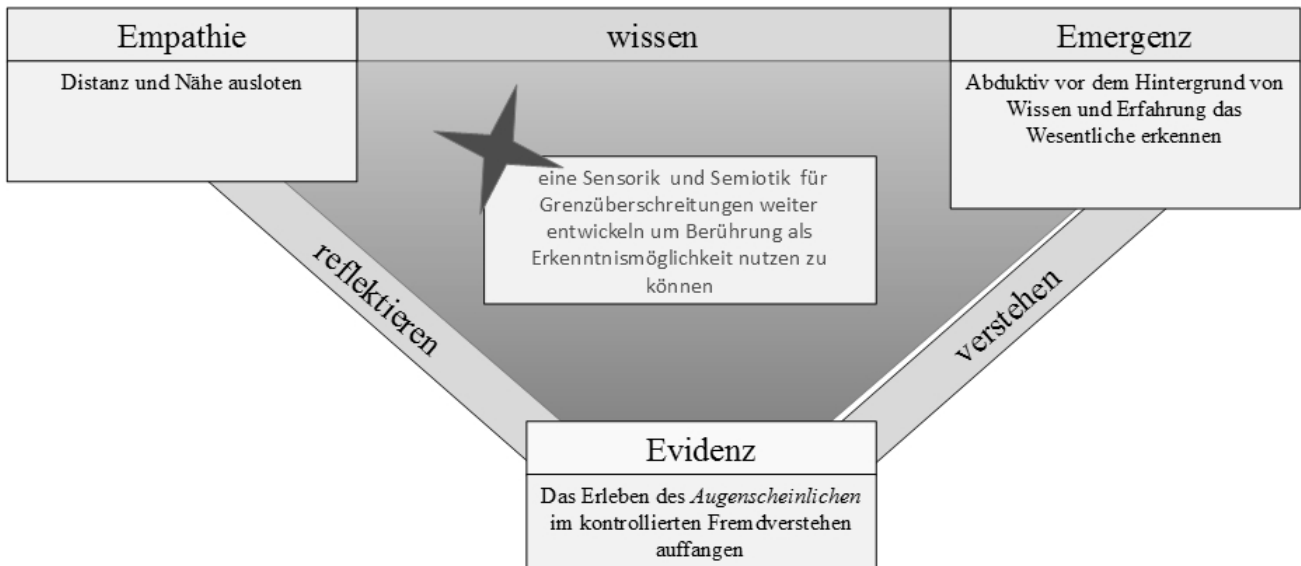 Empathie
Distanz und Nähe ausloten
wissen
Emergenz
Abduktiv vor dem Hintergrund von
Wissen und Erfahrung das
Wesentliche erkennen
eine Sensorik und Semiotik für
Grenzüberschreitungen weiter
entwickeln um Berührung als
Erkenntnismöglichkeit nutzen zu
können
reflektieren
verstehen
Evidenz
Das Erleben des Augenscheinlichen
im kontrollierten Fremdverstehen
auffangen